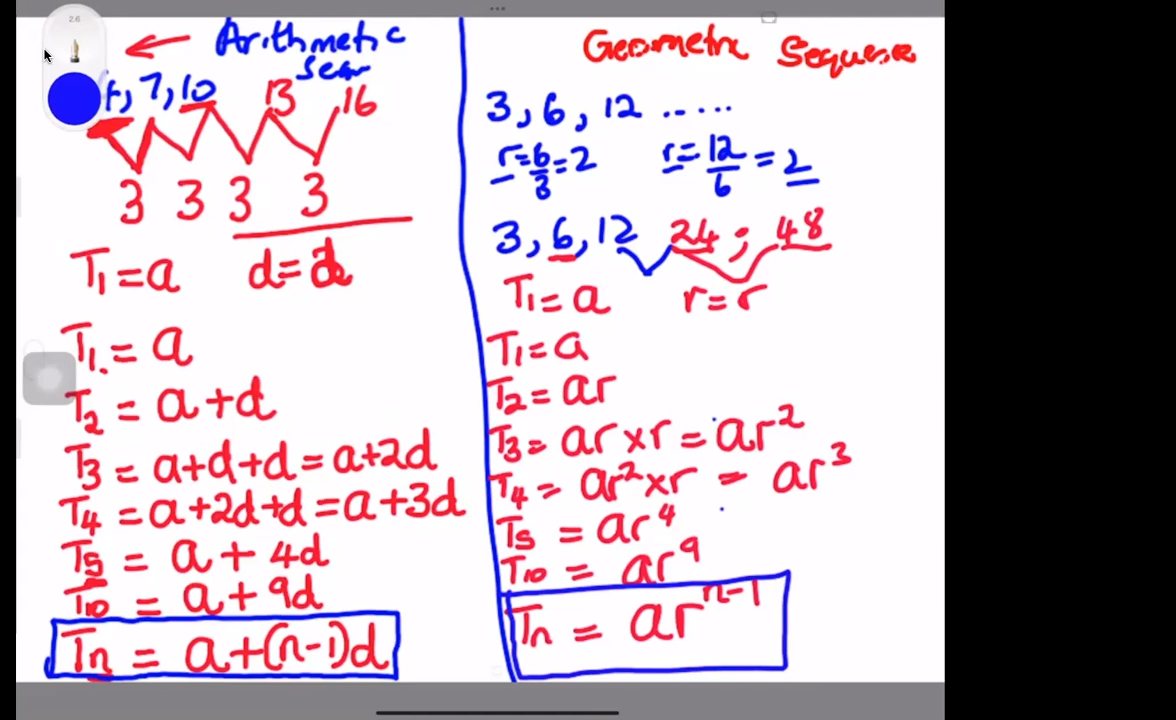 2.6
Arithmetic
7, 10 13 16
3 3 3 3
T₁ = a d = d
T₁. = a
T₂ = a + d
T₃ = a+d+d = a+2d
T₄ = a+2d+d = a+3d
T₅ = a + 4d
T₁₀ = a + 9d
Tn = a+(n-1)d
Geometric Sequence
3, 6, 12 ......
r = 6/3 = 2 r = 12/6 = 2
3, 6, 12 24 ; 48
T₁ = a r = r
T₁ = a
T₂ = ar
T₃ = ar x r = ar²
T₄ = ar² x r = ar³
T₅ = ar⁴
T₁₀ = ar⁹
Tn = arⁿ⁻¹